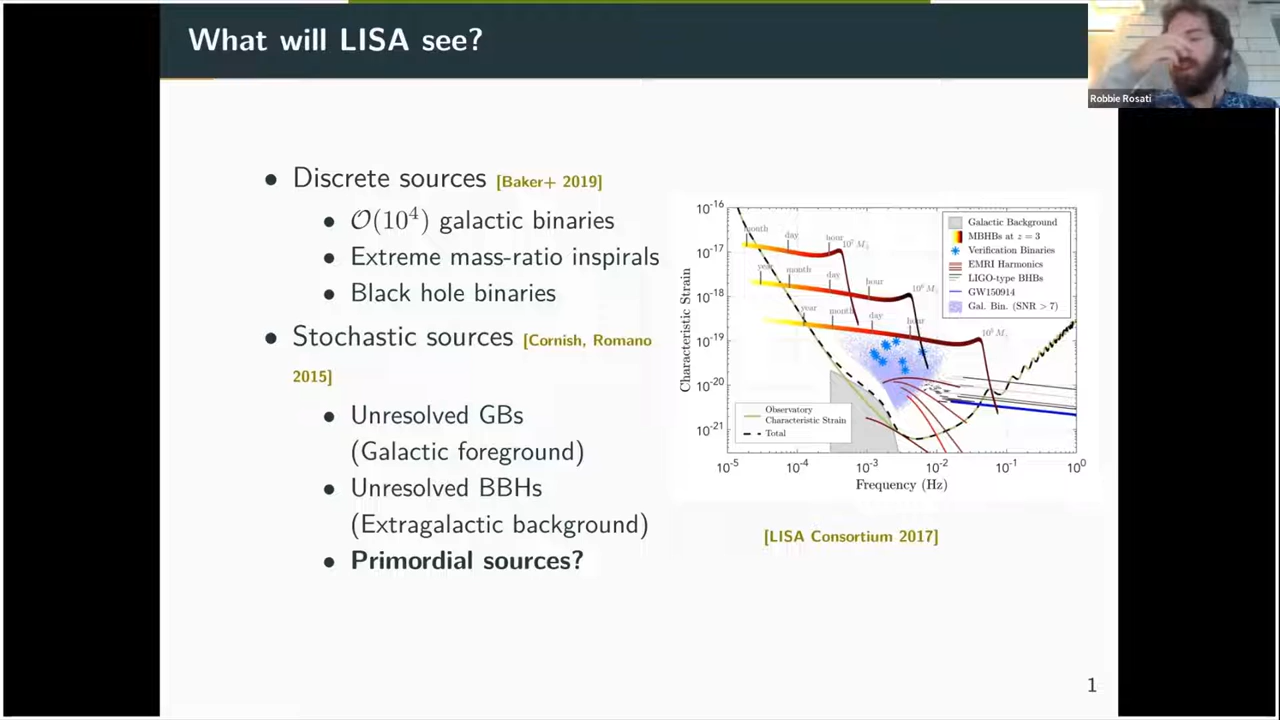 What will LISA see?
Robbie Rosati
• Discrete sources [Baker+ 2019]
• O(10⁴) galactic binaries
• Extreme mass-ratio inspirals
• Black hole binaries
• Stochastic sources [Cornish, Romano
2015]
• Unresolved GBs
(Galactic foreground)
• Unresolved BBHs
(Extragalactic background)
• Primordial sources?
Characteristic Strain
10⁻¹⁶
10⁻¹⁷
10⁻¹⁸
10⁻¹⁹
10⁻²⁰
10⁻²¹
month day hour
year month day hour
year month day hour
Galactic Background
MBHBs at z = 3
Verification Binaries
EMRI Harmonics
LIGO-type BHBs
GW150914
Gal. Bin. (SNR > 7)
Observatory
Characteristic Strain
Total
10⁻⁵ 10⁻⁴ 10⁻³ 10⁻² 10⁻¹ 10⁰
Frequency (Hz)
[LISA Consortium 2017]
1